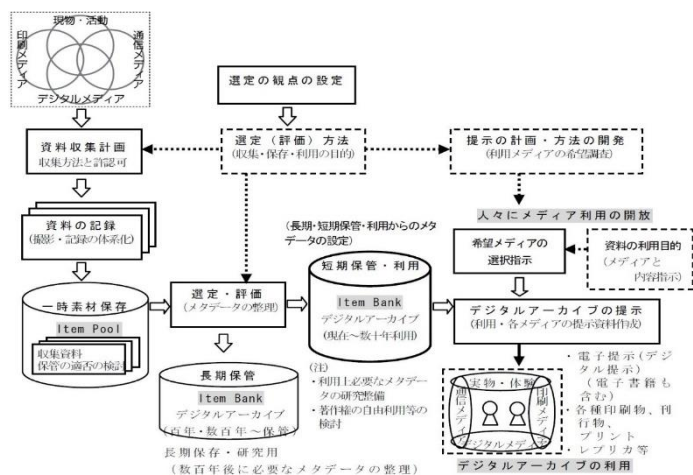 現物・活動
印刷メディア
通信メディア
デジタルメディア
選定の観点の設定
資料収集計画
収集方法と許認可
選定(評価)方法
(収集・保存・利用の目的)
提示の計画・方法の開発
(利用メディアの希望調査)
資料の記録
(撮影・記録の体系化)
人々にメディア利用の開放
(長期・短期保管・利用からのメタ
データの設定)
希望メディアの
選択指示
資料の利用目的
(メディアと
内容指示)
一時素材保存
Item Pool
収集資料
保管の適否の検討
選定・評価
(メタデータの整理)
短期保管・利用
Item Bank
デジタルアーカイブ
(現在~数十年利用)
デジタルアーカイブの提示
(利用・各メディアの提示資料作成)
長期保管
Item Bank
デジタルアーカイブ
(百年・数百年~保管)
長期保存・研究用
(数百年後に必要なメタデータの整理)
(注)
・利用上必要なメタデー
タの研究整備
・著作権の自由利用等の
検討
実物・体験
通信メディア
印刷メディア
デジタルメディア
・電子提示(デジ
タル提示)
(電子書籍も
含む)
・各種印刷物、刊
行物、
プリント
・レプリカ等
デジタルアーカイブの利用